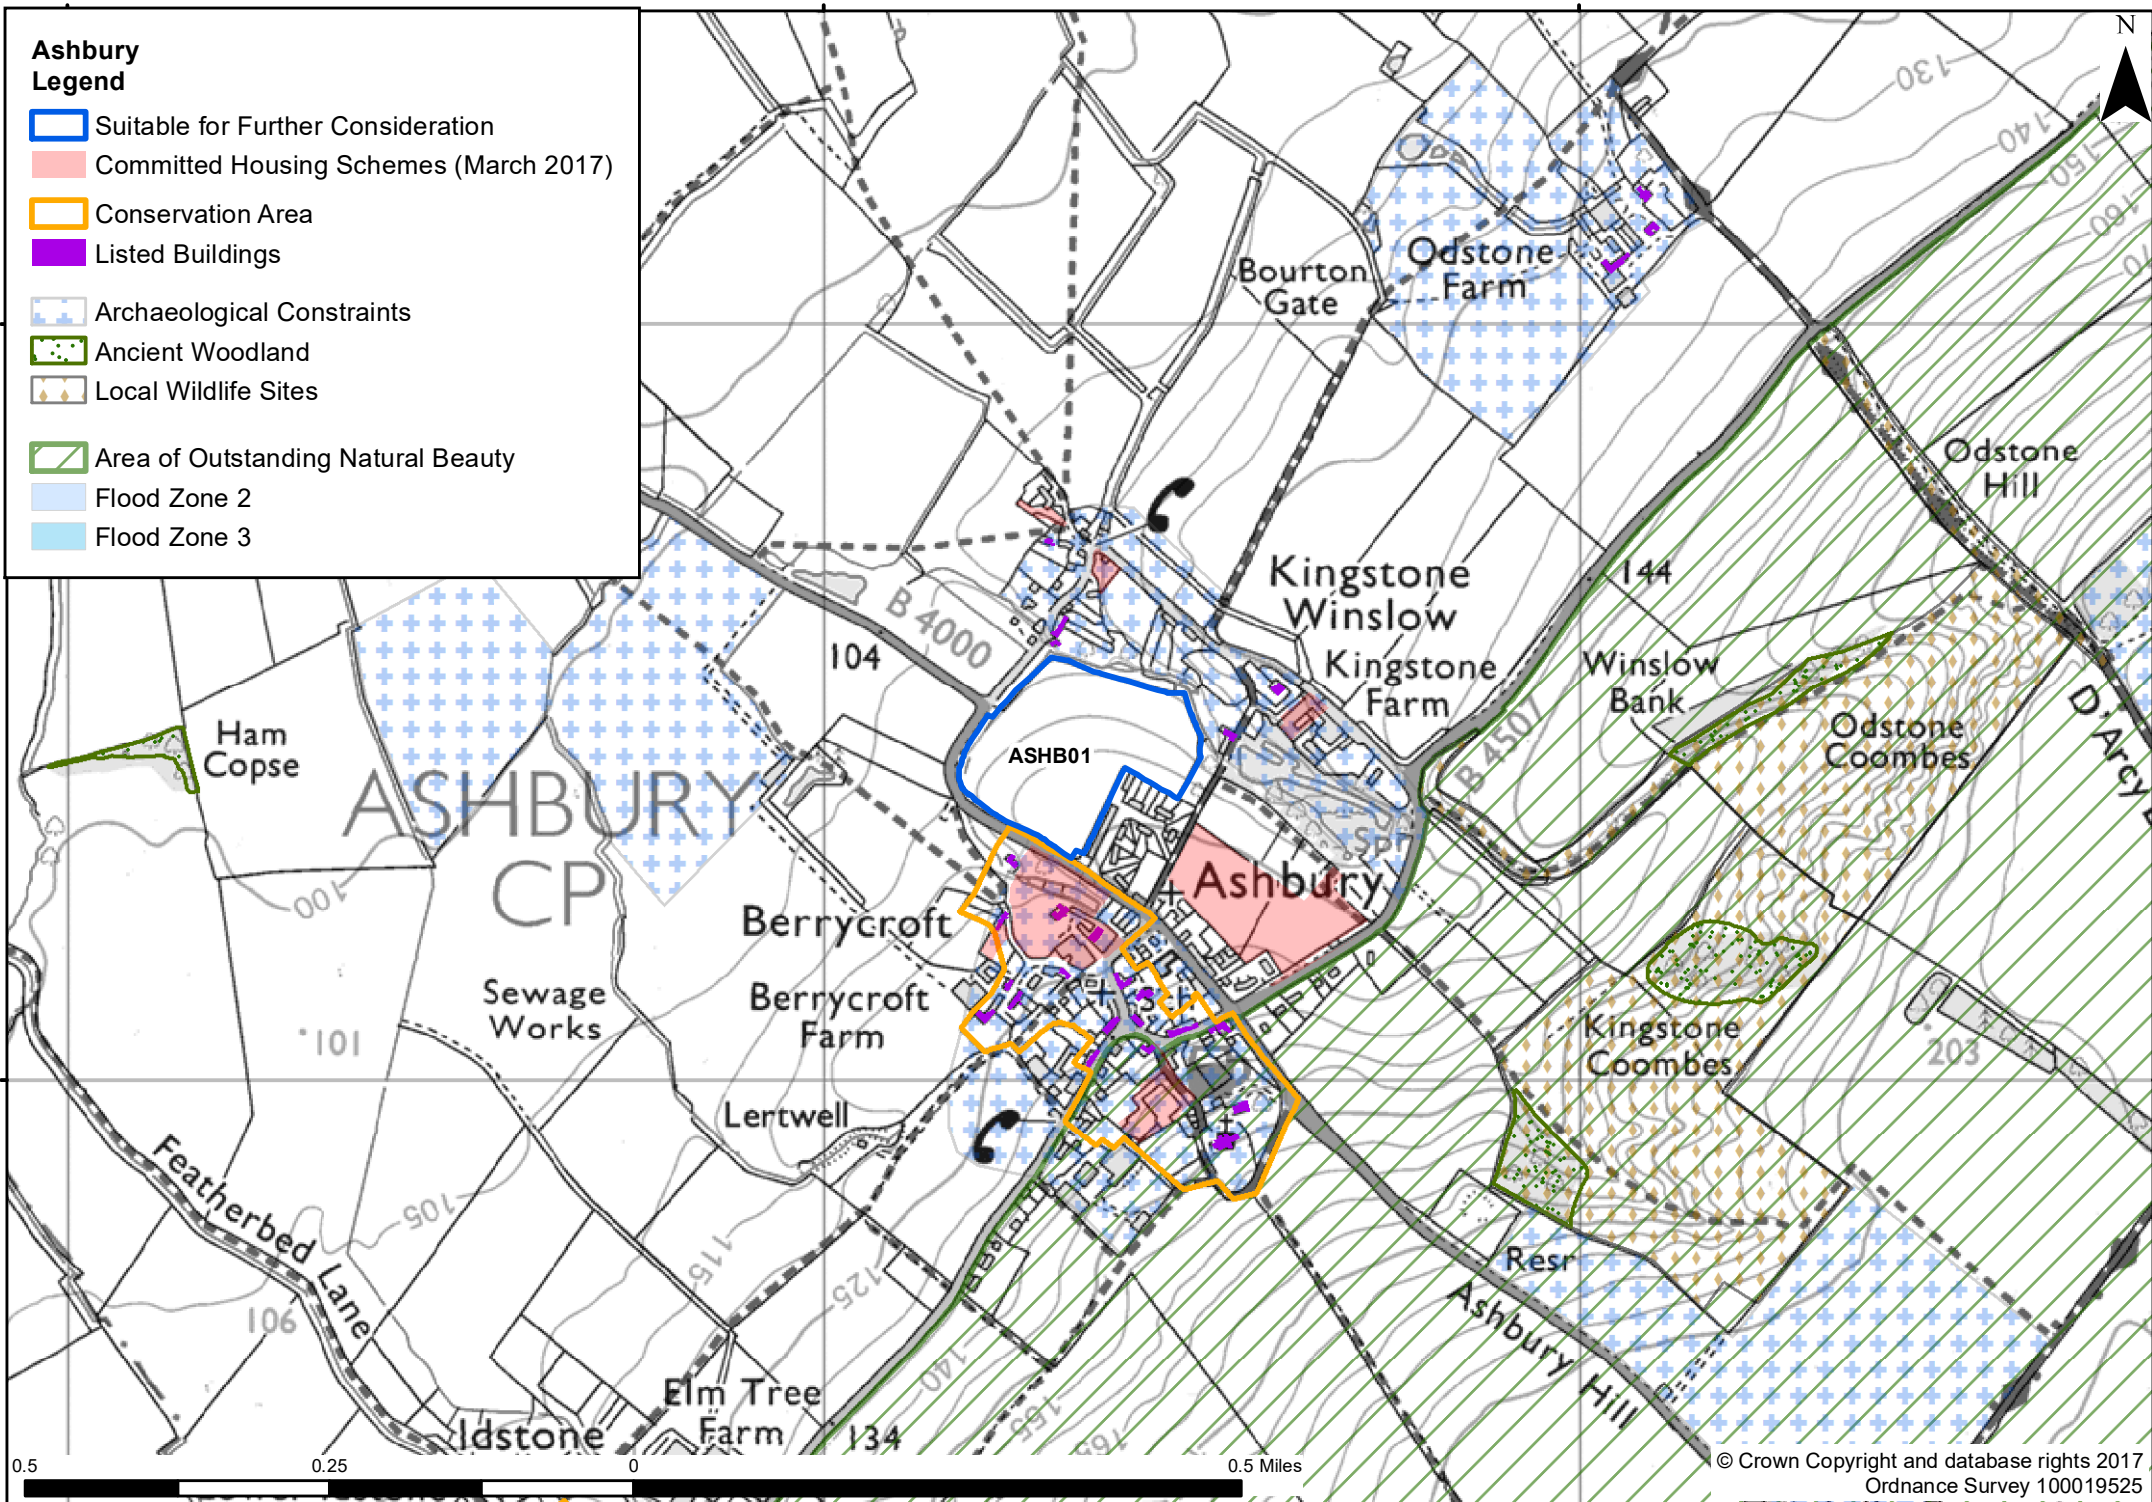 Ashbury
Legend
Suitable for Further Consideration
Committed Housing Schemes (March 2017)
Conservation Area
Listed Buildings
Archaeological Constraints
Ancient Woodland
Local Wildlife Sites
Area of Outstanding Natural Beauty
Flood Zone 2
Flood Zone 3
N
130
140
150
160
Bourton
Gate
Odstone
Farm
Odstone
Hill
Kingstone
Winslow
144
B 4000
104
Kingstone
Farm
Winslow
Bank
B 4507
Odstone
Coombes
D'Arcy
Ham
Copse
ASHB01
ASHBURY
CP
100
Spr
Ashbury
Berrycroft
Sch
Sewage
Works
Berrycroft
Farm
101
Kingstone
Coombes
203
Lertwell
Featherbed
Lane
105
115
125
106
Resr
Ashbury Hill
140
155
165
Elm Tree
Farm
Idstone
134
0.5
0.25
0
0.5 Miles
© Crown Copyright and database rights 2017
Ordnance Survey 100019525